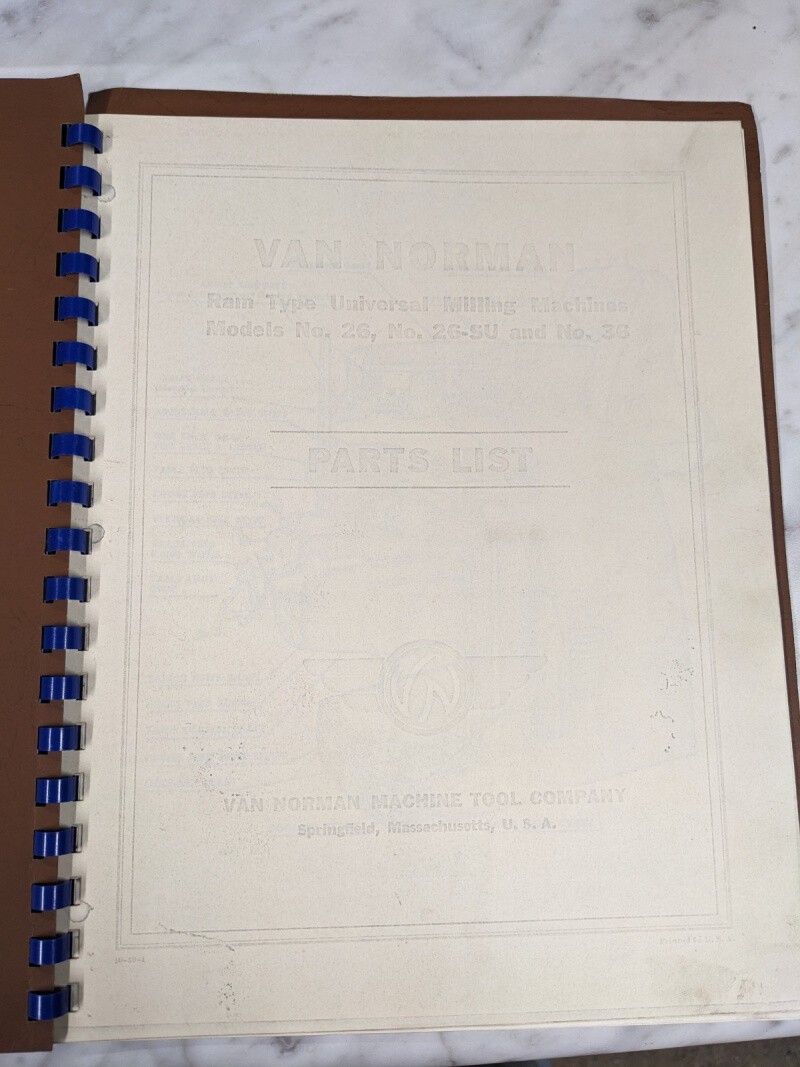 VAN NORMAN
Ram Type Universal Milling Machines
Models No. 26, No. 26-SU and No. 36
PARTS LIST
VAN NORMAN MACHINE TOOL COMPANY
Springfield, Massachusetts, U. S. A.